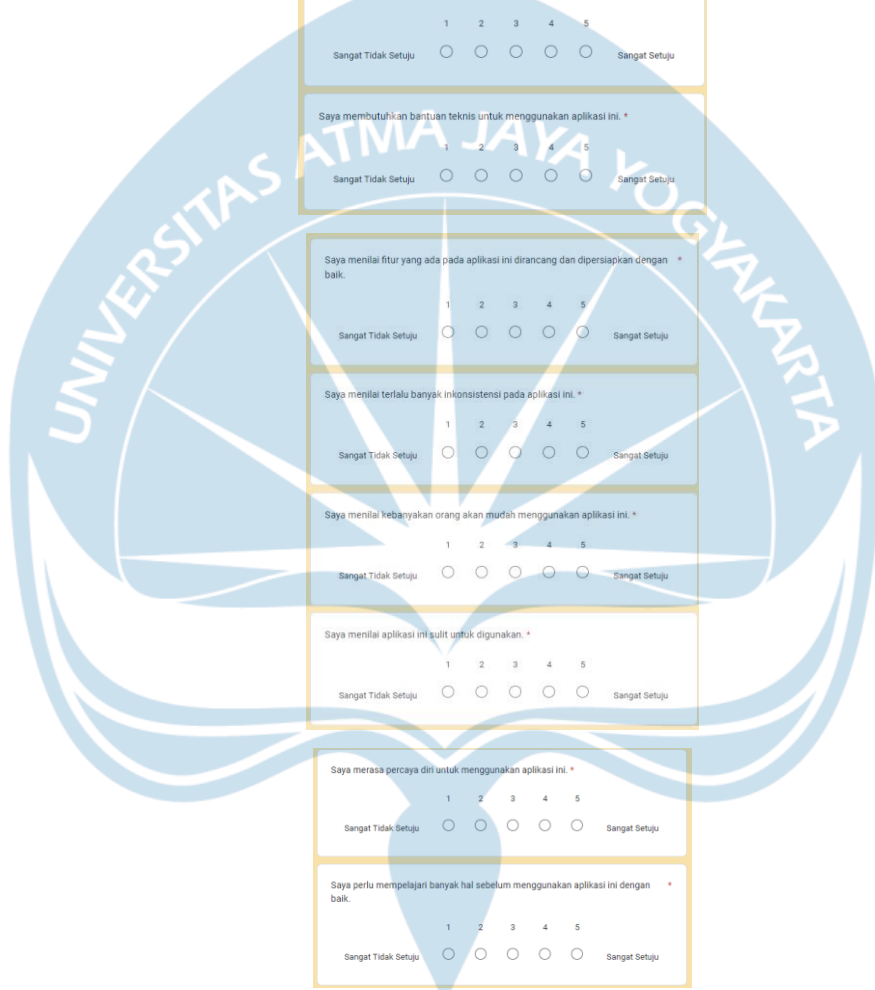 1 2 3 4 5
Sangat Tidak Setuju Sangat Setuju
Saya membutuhkan bantuan teknis untuk menggunakan aplikasi ini. *
1 2 3 4 5
Sangat Tidak Setuju Sangat Setuju
UNIVERSITAS ATMA JAYA YOGYAKARTA
Saya menilai fitur yang ada pada aplikasi ini dirancang dan dipersiapkan dengan *
baik.
1 2 3 4 5
Sangat Tidak Setuju Sangat Setuju
Saya menilai terlalu banyak inkonsistensi pada aplikasi ini. *
1 2 3 4 5
Sangat Tidak Setuju Sangat Setuju
Saya menilai kebanyakan orang akan mudah menggunakan aplikasi ini. *
1 2 3 4 5
Sangat Tidak Setuju Sangat Setuju
Saya menilai aplikasi ini sulit untuk digunakan. *
1 2 3 4 5
Sangat Tidak Setuju Sangat Setuju
Saya merasa percaya diri untuk menggunakan aplikasi ini. *
1 2 3 4 5
Sangat Tidak Setuju Sangat Setuju
Saya perlu mempelajari banyak hal sebelum menggunakan aplikasi ini dengan *
baik.
1 2 3 4 5
Sangat Tidak Setuju Sangat Setuju